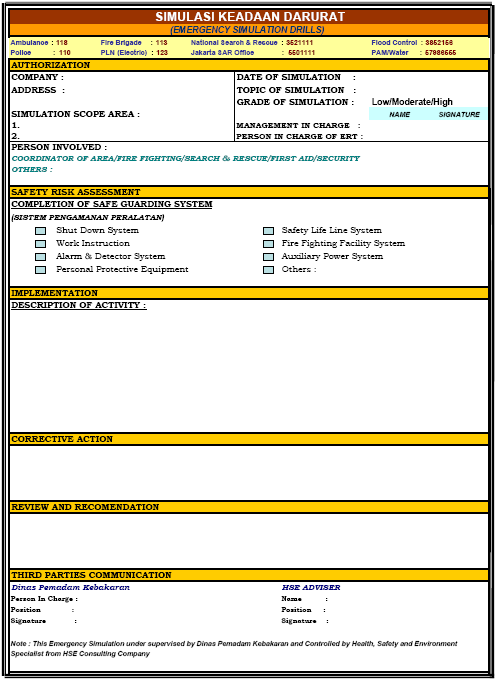 SIMULASI KEADAAN DARURAT
(EMERGENCY SIMULATION DRILLS)
Ambulance : 118 Fire Brigade : 113 National Search & Rescue : 3521111 Flood Control : 3852156
Police : 110 PLN (Electric) : 123 Jakarta SAR Office : 5501111 PAM/Water : 57986555
AUTHORIZATION
COMPANY : DATE OF SIMULATION :
ADDRESS : TOPIC OF SIMULATION :
GRADE OF SIMULATION : Low/Moderate/High
SIMULATION SCOPE AREA : NAME SIGNATURE
1. MANAGEMENT IN CHARGE :
2. PERSON IN CHARGE OF ERT :
PERSON INVOLVED :
COORDINATOR OF AREA/FIRE FIGHTING/SEARCH & RESCUE/FIRST AID/SECURITY
OTHERS :
SAFETY RISK ASSESSMENT
COMPLETION OF SAFE GUARDING SYSTEM
(SISTEM PENGAMANAN PERALATAN)
Shut Down System Safety Life Line System
Work Instruction Fire Fighting Facility System
Alarm & Detector System Auxiliary Power System
Personal Protective Equipment Others :
IMPLEMENTATION
DESCRIPTION OF ACTIVITY :
CORRECTIVE ACTION
REVIEW AND RECOMENDATION
THIRD PARTIES COMMUNICATION
Dinas Pemadam Kebakaran HSE ADVISER
Person In Charge : Name :
Position : Position :
Signature : Signature :
Note : This Emergency Simulation under supervised by Dinas Pemadam Kebakaran and Controlled by Health, Safety and Environment
Specialist from HSE Consulting Company